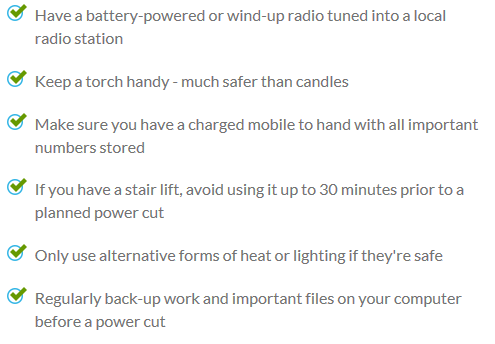 Have a battery-powered or wind-up radio tuned into a local
radio station
Keep a torch handy - much safer than candles
Make sure you have a charged mobile to hand with all important
numbers stored
If you have a stair lift, avoid using it up to 30 minutes prior to a
planned power cut
Only use alternative forms of heat or lighting if they're safe
Regularly back-up work and important files on your computer
before a power cut